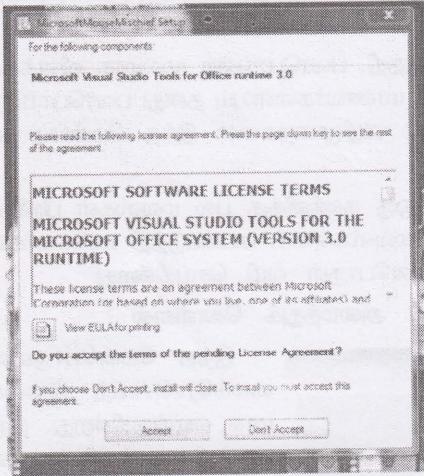 MicrosoftMouseMischief Setup
For the following components:
Microsoft Visual Studio Tools for Office runtime 3.0
Please read the following license agreement. Press the page down key to see the rest
of the agreement.
MICROSOFT SOFTWARE LICENSE TERMS
MICROSOFT VISUAL STUDIO TOOLS FOR THE
MICROSOFT OFFICE SYSTEM (VERSION 3.0
RUNTIME)
These license terms are an agreement between Microsoft
Corporation (or based on where you live, one of its affiliates) and
View EULA for printing
Do you accept the terms of the pending License Agreement?
If you choose Don't Accept, install will close. To install you must accept this
agreement.
Accept
Don't Accept